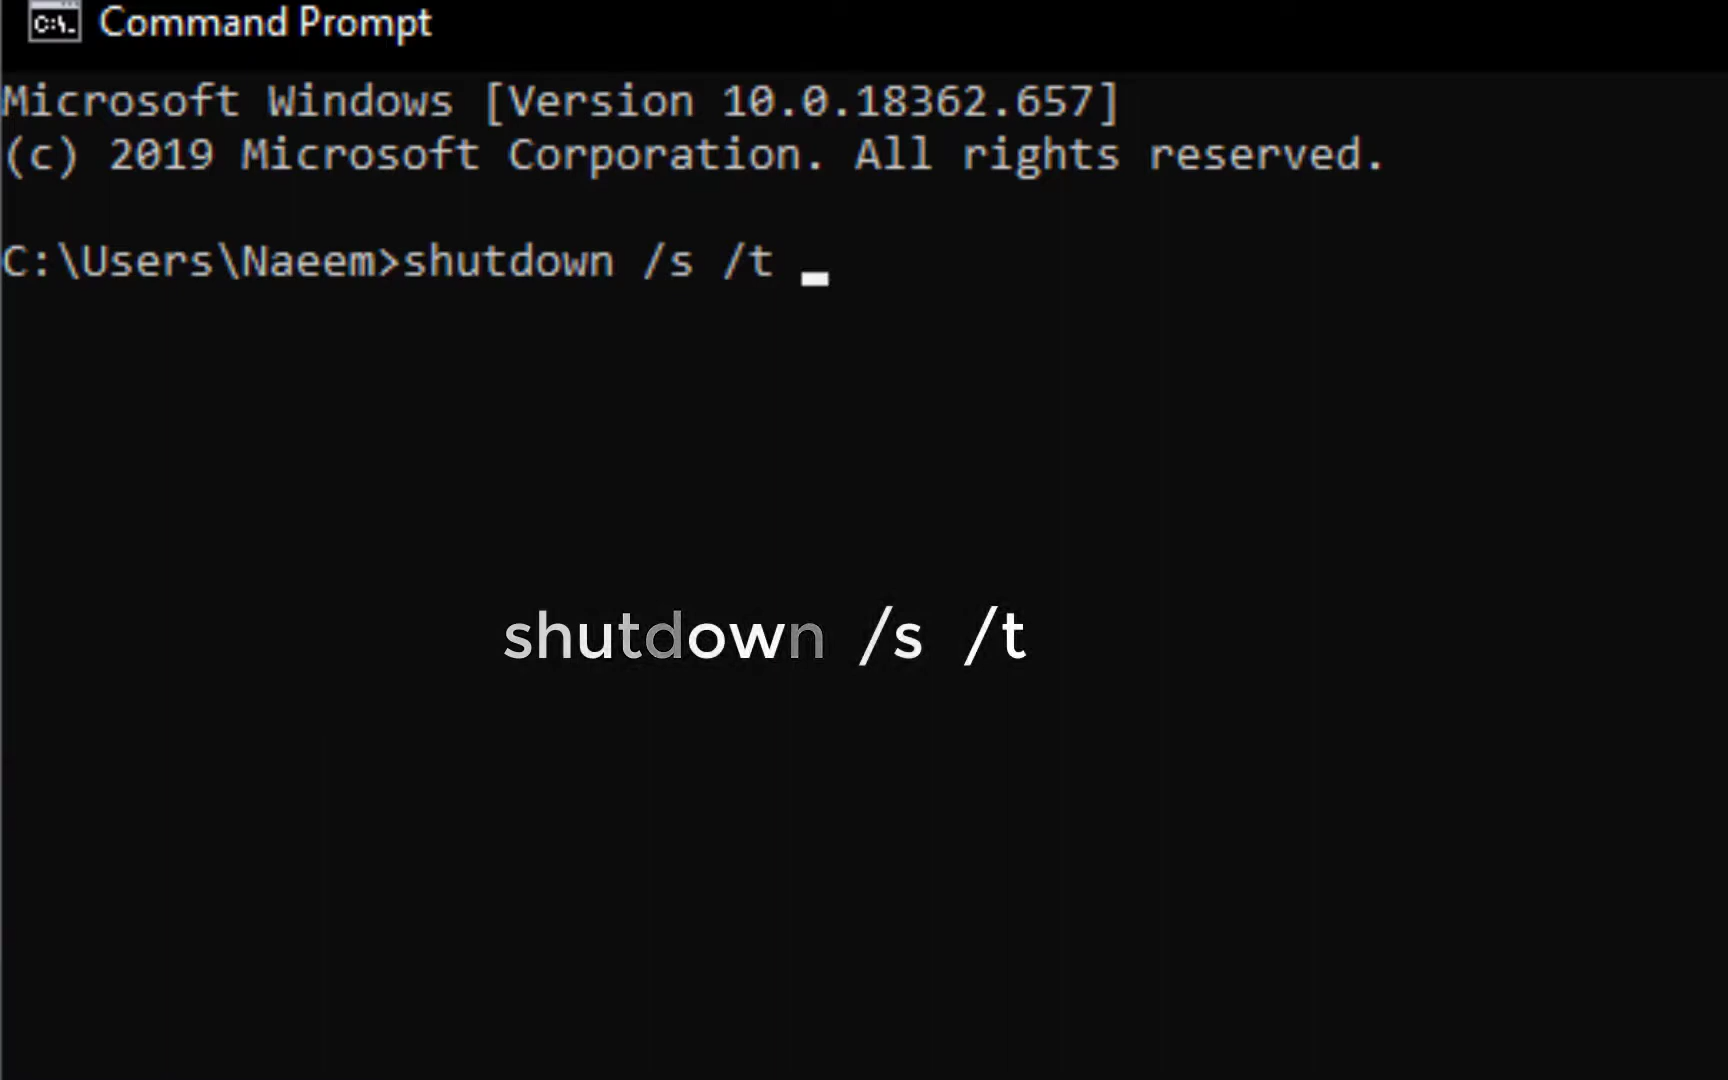 C:\. Command Prompt
Microsoft Windows [Version 10.0.18362.657]
(c) 2019 Microsoft Corporation. All rights reserved.
C:\Users\Naeem>shutdown /s /t
shutdown /s /t